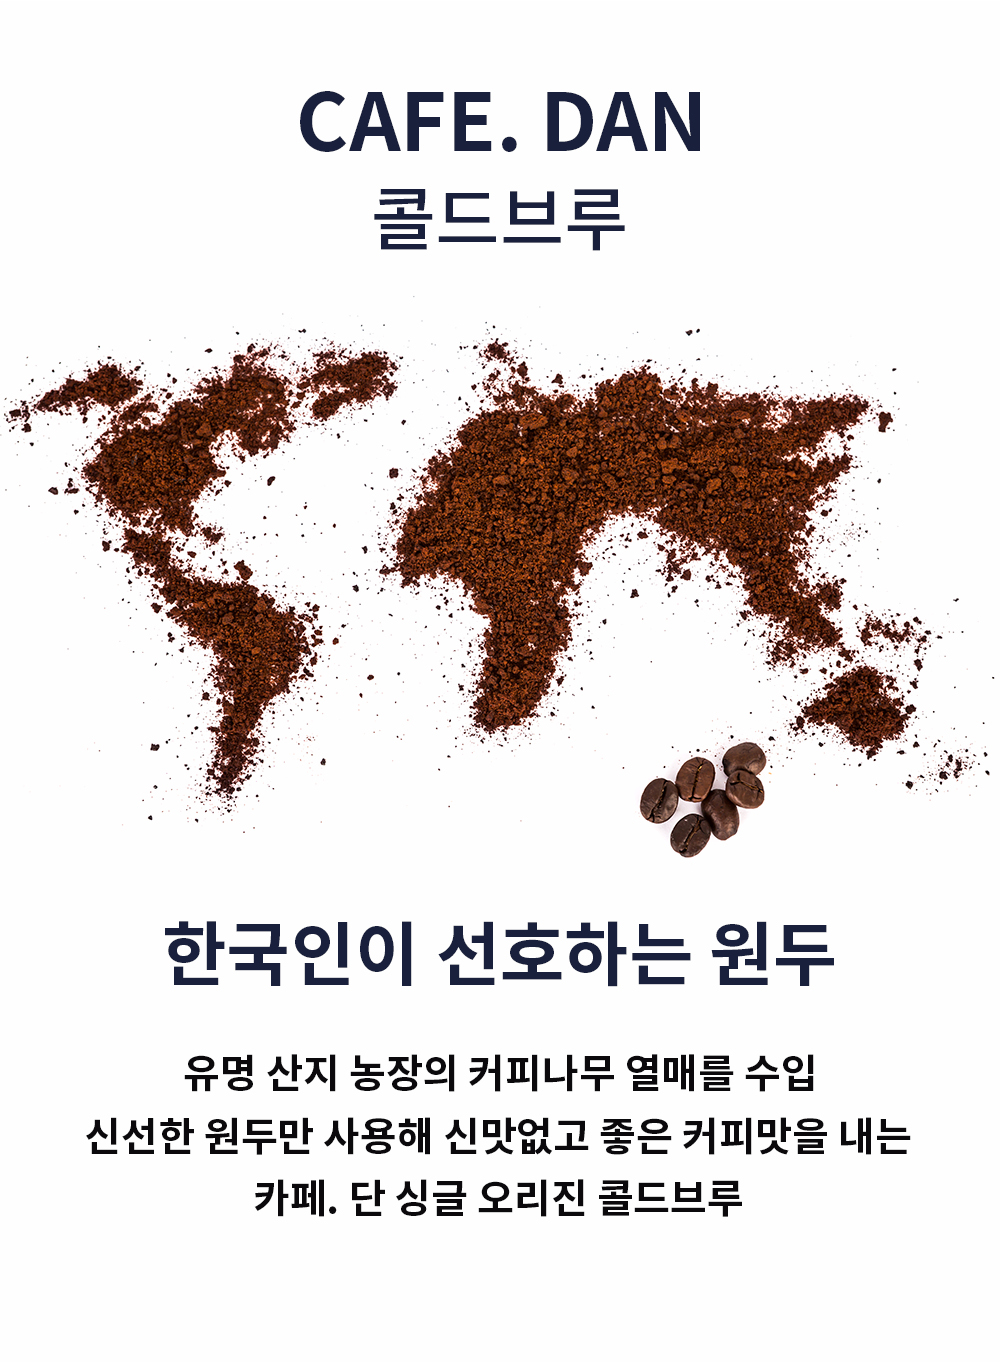 CAFE. DAN
콜드브루
한국인이 선호하는 원두
유명 산지 농장의 커피나무 열매를 수입
신선한 원두만 사용해 신맛없고 좋은 커피맛을 내는
카페. 단 싱글 오리진 콜드브루